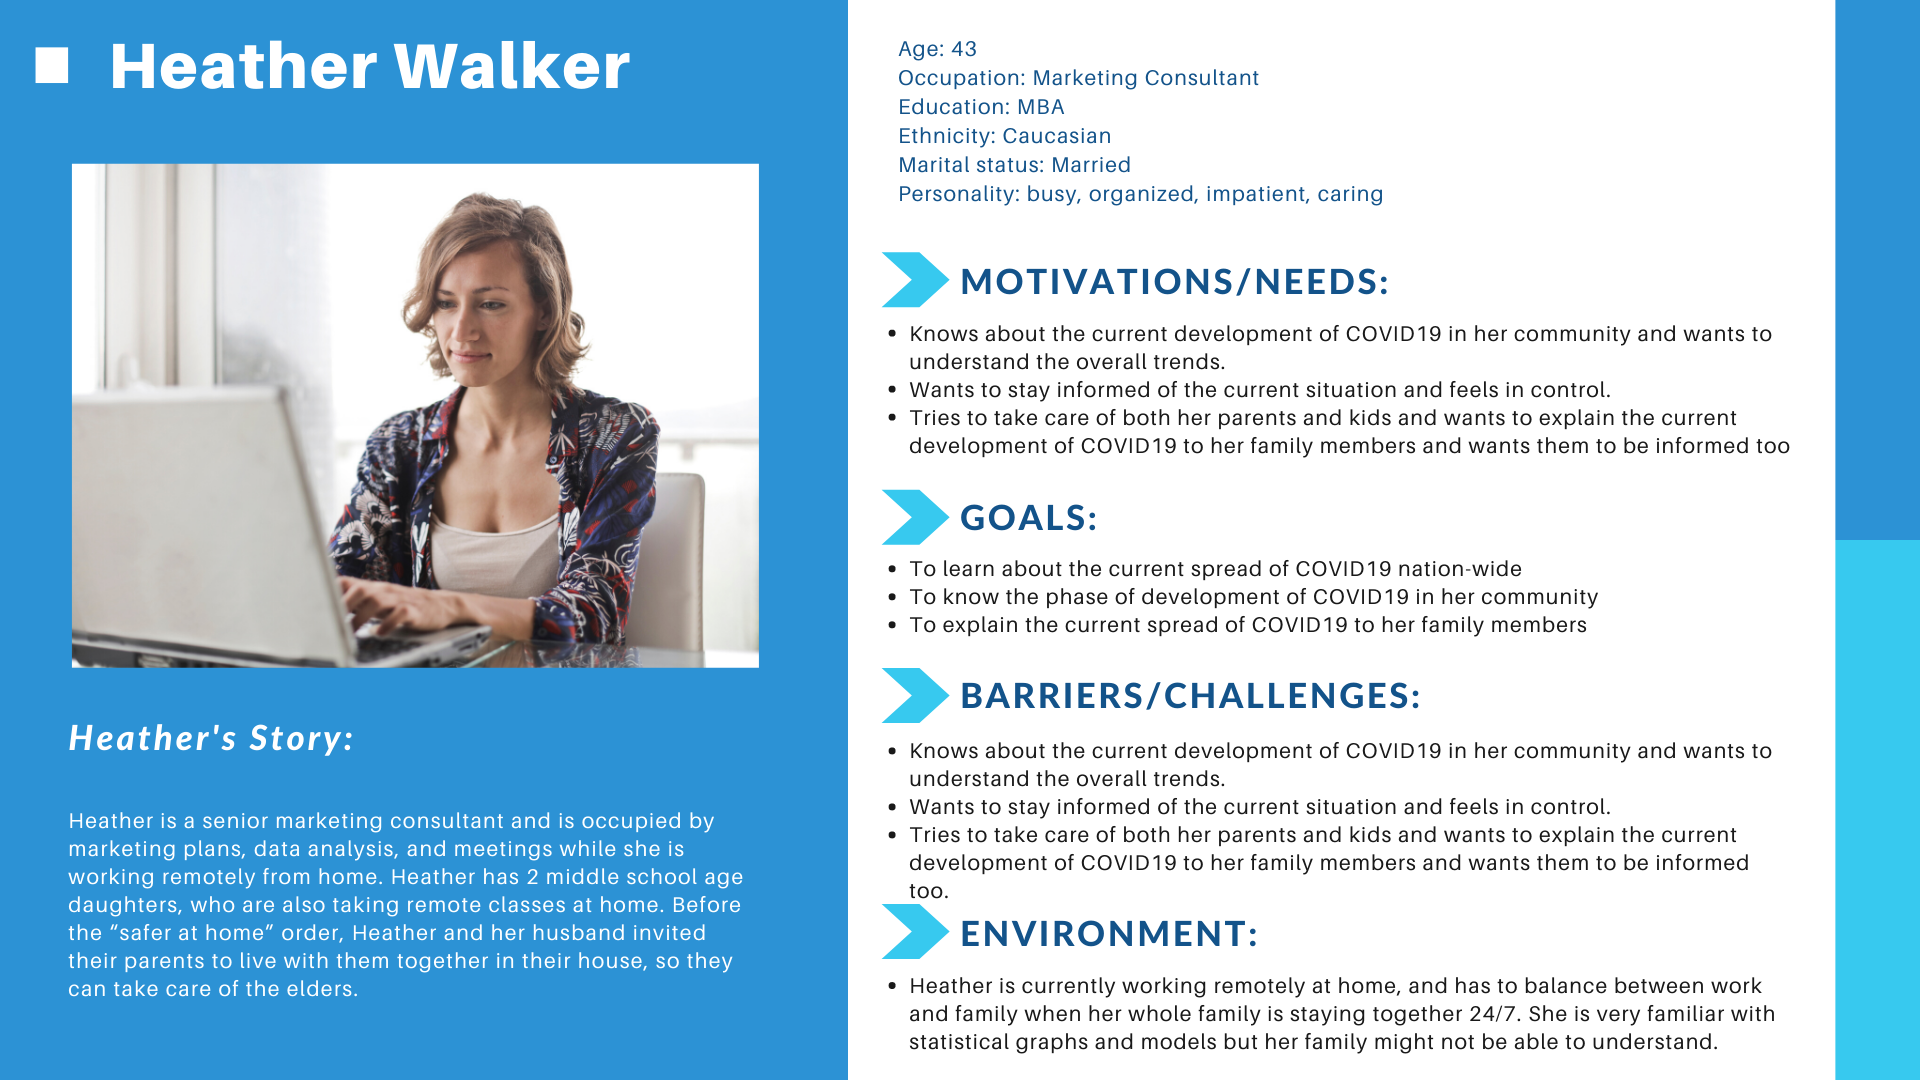 Heather Walker
Heather's Story:
Heather is a senior marketing consultant and is occupied by
marketing plans, data analysis, and meetings while she is
working remotely from home. Heather has 2 middle school age
daughters, who are also taking remote classes at home. Before
the “safer at home” order, Heather and her husband invited
their parents to live with them together in their house, so they
can take care of the elders.
Age: 43
Occupation: Marketing Consultant
Education: MBA
Ethnicity: Caucasian
Marital status: Married
Personality: busy, organized, impatient, caring
MOTIVATIONS/NEEDS:
• Knows about the current development of COVID19 in her community and wants to
understand the overall trends.
• Wants to stay informed of the current situation and feels in control.
• Tries to take care of both her parents and kids and wants to explain the current
development of COVID19 to her family members and wants them to be informed too
GOALS:
• To learn about the current spread of COVID19 nation-wide
• To know the phase of development of COVID19 in her community
• To explain the current spread of COVID19 to her family members
BARRIERS/CHALLENGES:
• Knows about the current development of COVID19 in her community and wants to
understand the overall trends.
• Wants to stay informed of the current situation and feels in control.
• Tries to take care of both her parents and kids and wants to explain the current
development of COVID19 to her family members and wants them to be informed
too.
ENVIRONMENT:
• Heather is currently working remotely at home, and has to balance between work
and family when her whole family is staying together 24/7. She is very familiar with
statistical graphs and models but her family might not be able to understand.